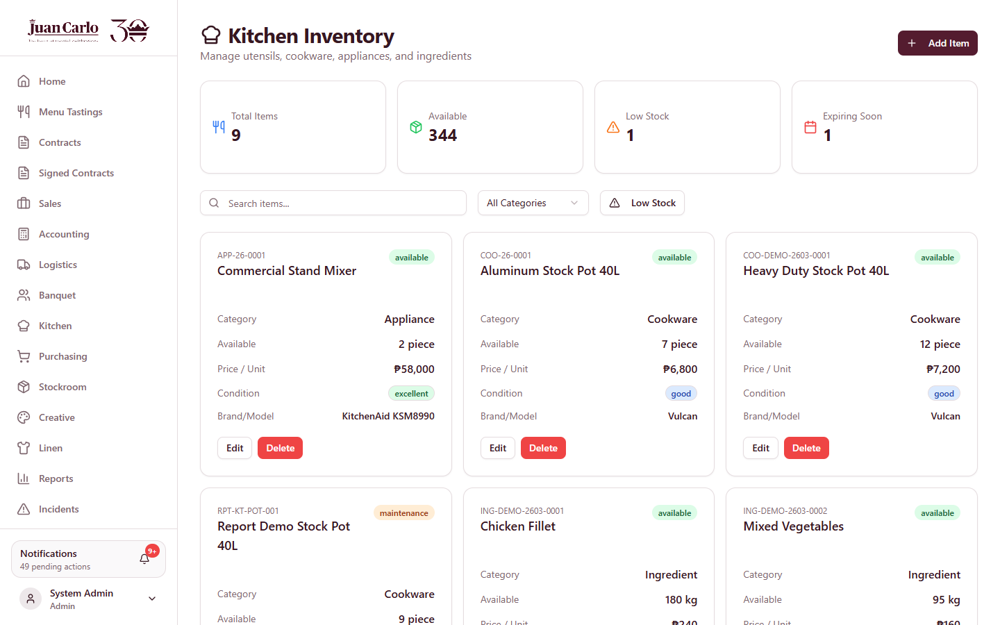 Juan Carlo 30
Home
Menu Tastings
Contracts
Signed Contracts
Sales
Accounting
Logistics
Banquet
Kitchen
Purchasing
Stockroom
Creative
Linen
Reports
Incidents
Notifications
49 pending actions
9+
System Admin
Admin
Kitchen Inventory
Manage utensils, cookware, appliances, and ingredients
Add Item
Total Items
9
Available
344
Low Stock
1
Expiring Soon
1
Search items...
All Categories
Low Stock
APP-26-0001
available
Commercial Stand Mixer
Category Appliance
Available 2 piece
Price / Unit ₱58,000
Condition excellent
Brand/Model KitchenAid KSM8990
Edit Delete
COO-26-0001
available
Aluminum Stock Pot 40L
Category Cookware
Available 7 piece
Price / Unit ₱6,800
Condition good
Brand/Model Vulcan
Edit Delete
COO-DEMO-2603-0001
available
Heavy Duty Stock Pot 40L
Category Cookware
Available 12 piece
Price / Unit ₱7,200
Condition good
Brand/Model Vulcan
Edit Delete
RPT-KT-POT-001
maintenance
Report Demo Stock Pot
40L
Category Cookware
Available 9 piece
ING-DEMO-2603-0001
available
Chicken Fillet
Category Ingredient
Available 180 kg
Price / Unit ₱240
ING-DEMO-2603-0002
available
Mixed Vegetables
Category Ingredient
Available 95 kg
Price / Unit ₱160